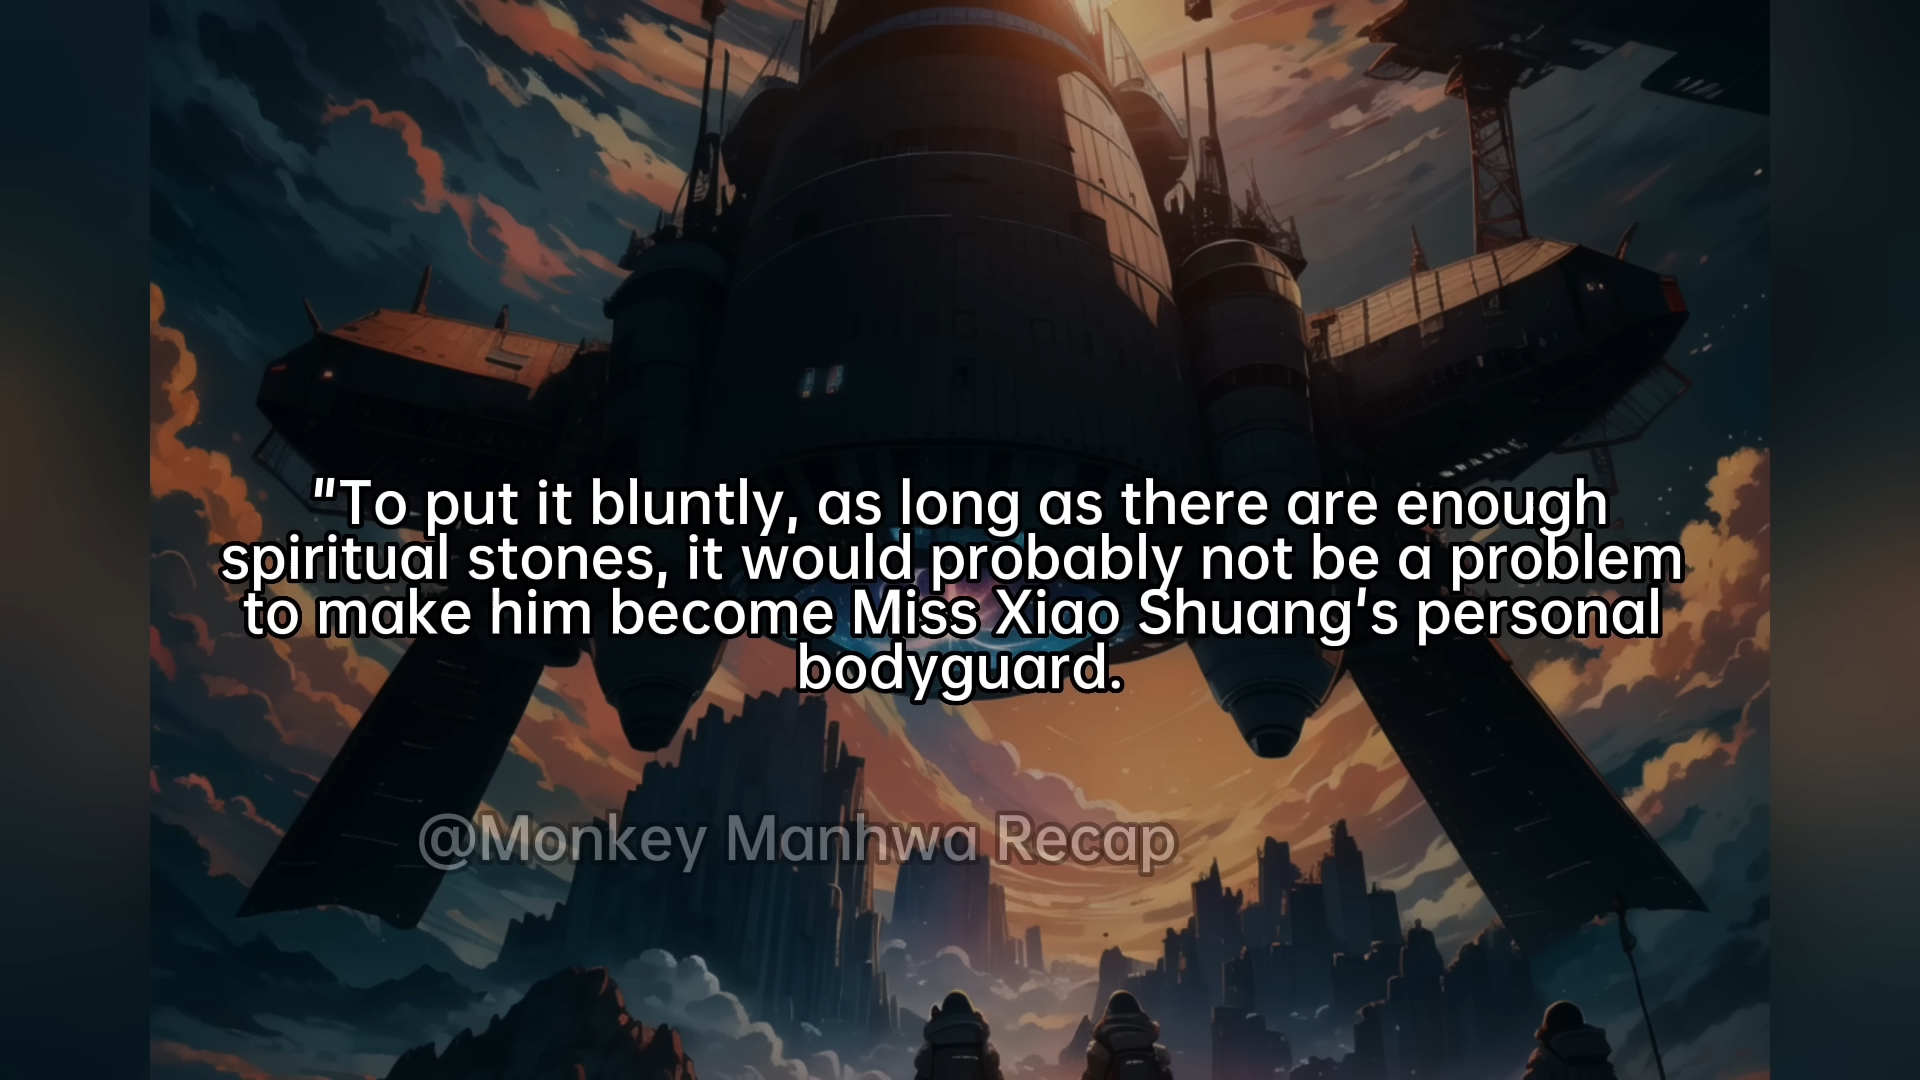 "To put it bluntly, as long as there are enough
spiritual stones, it would probably not be a problem
to make him become Miss Xiao Shuang's personal
bodyguard.
@Monkey Manhwa Recap